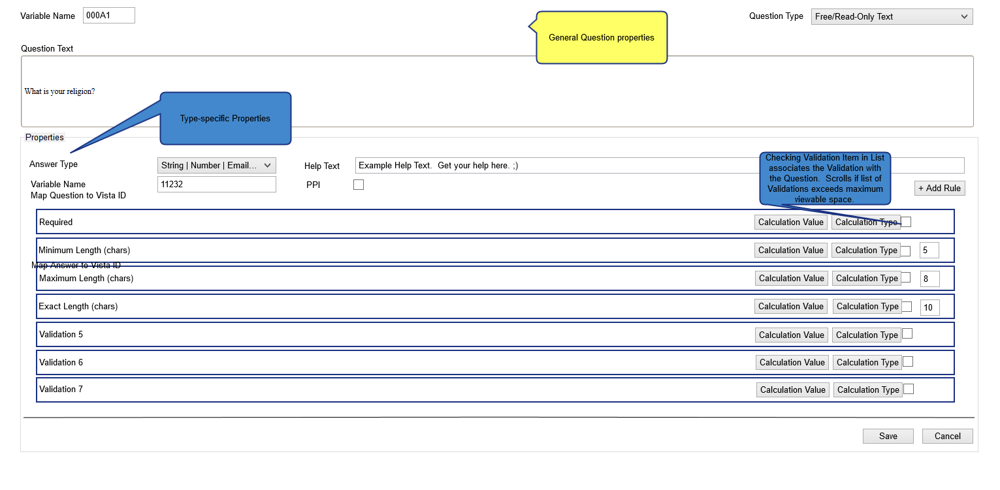 Variable Name 000A1
General Question properties
Question Type Free/Read-Only Text
Question Text
What is your religion?
Type-specific Properties
Properties
Answer Type String | Number | Email... Help Text Example Help Text.  Get your help here. ;)
Checking Validation Item in List
associates the Validation with
the Question.  Scrolls if list of
Validations exceeds maximum
viewable space.
Variable Name 11232 PPI
Map Question to Vista ID
+ Add Rule
Required Calculation Value Calculation Type
Minimum Length (chars) Calculation Value Calculation Type 5
Map Answer to Vista ID
Maximum Length (chars) Calculation Value Calculation Type 8
Exact Length (chars) Calculation Value Calculation Type 10
Validation 5 Calculation Value Calculation Type
Validation 6 Calculation Value Calculation Type
Validation 7 Calculation Value Calculation Type
Save Cancel